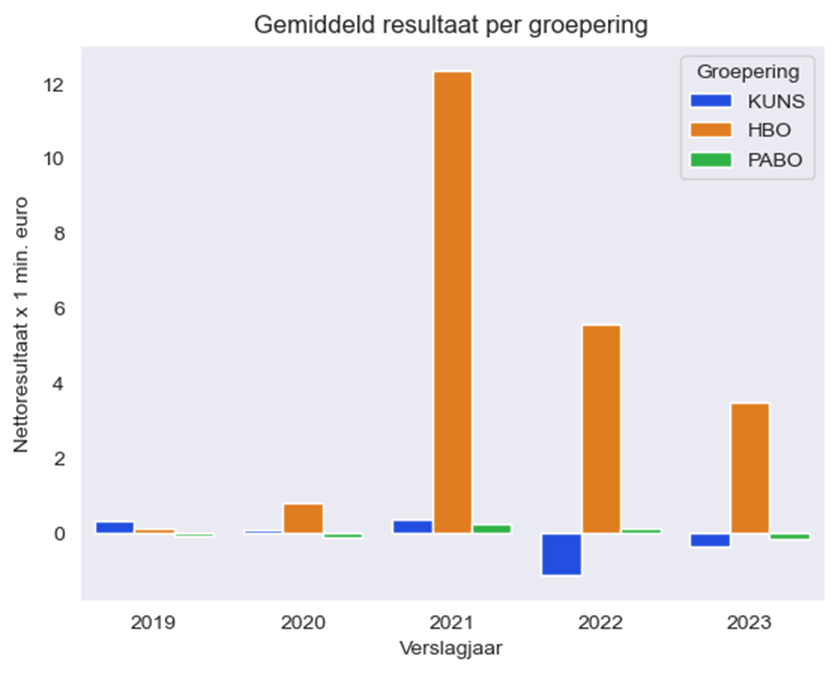 Gemiddeld resultaat per groepering
Groepering
KUNS
HBO
PABO
Nettoresultaat x 1 min. euro
12
10
8
6
4
2
0
2019 2020 2021 2022 2023
Verslagjaar